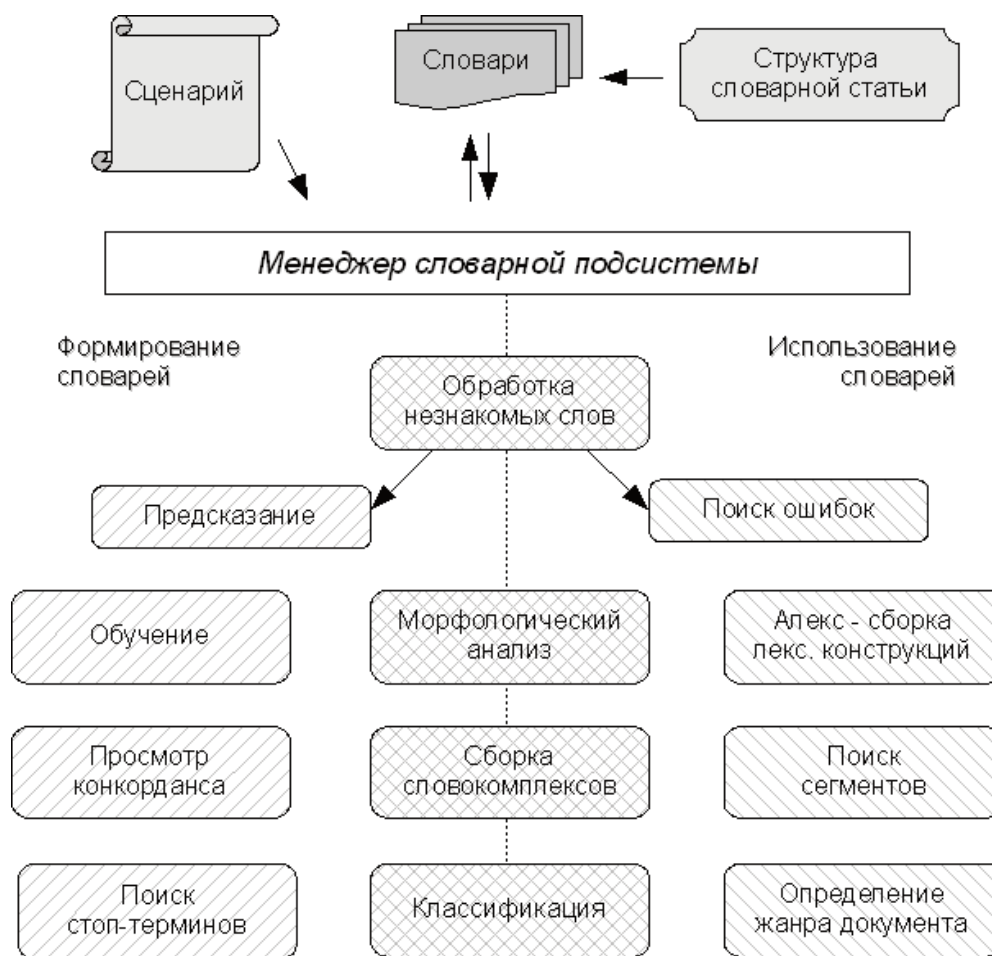 Сценарий
Словари
Структура
словарной статьи
Менеджер словарной подсистемы
Формирование
словарей
Использование
словарей
Обработка
незнакомых слов
Предсказание
Поиск ошибок
Обучение
Морфологический
анализ
Алекс - сборка
лекс. конструкций
Просмотр
конкорданса
Сборка
словокомплексов
Поиск
сегментов
Поиск
стоп-терминов
Классификация
Определение
жанра документа